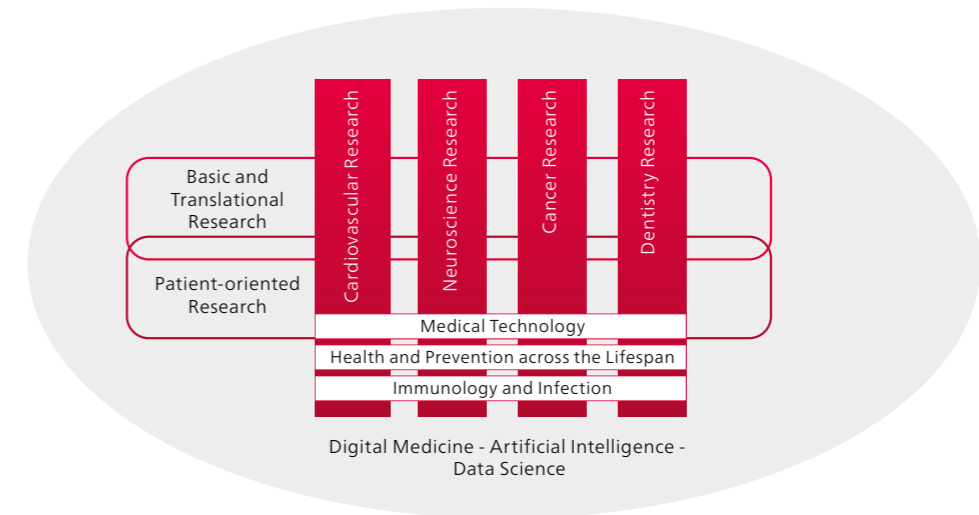 Cardiovascular Research
Neuroscience Research
Cancer Research
Dentistry Research
Basic and
Translational
Research
Patient-oriented
Research
Medical Technology
Health and Prevention across the Lifespan
Immunology and Infection
Digital Medicine - Artificial Intelligence -
Data Science